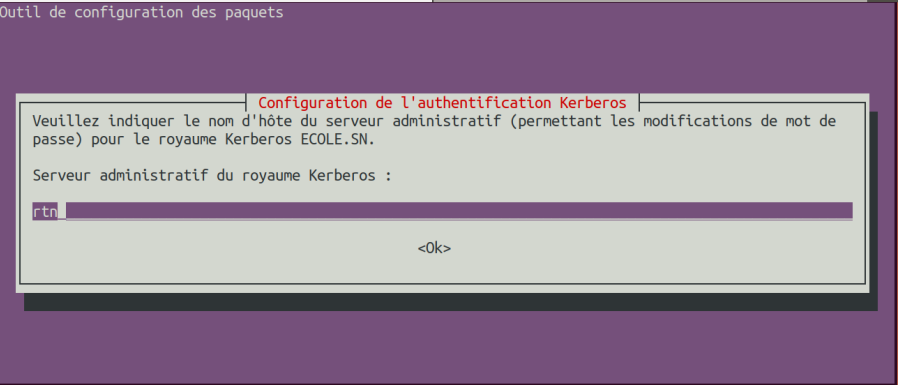 Outil de configuration des paquets
Configuration de l'authentification Kerberos
Veuillez indiquer le nom d'hôte du serveur administratif (permettant les modifications de mot de
passe) pour le royaume Kerberos ECOLE.SN.
Serveur administratif du royaume Kerberos :
rtn
<Ok>